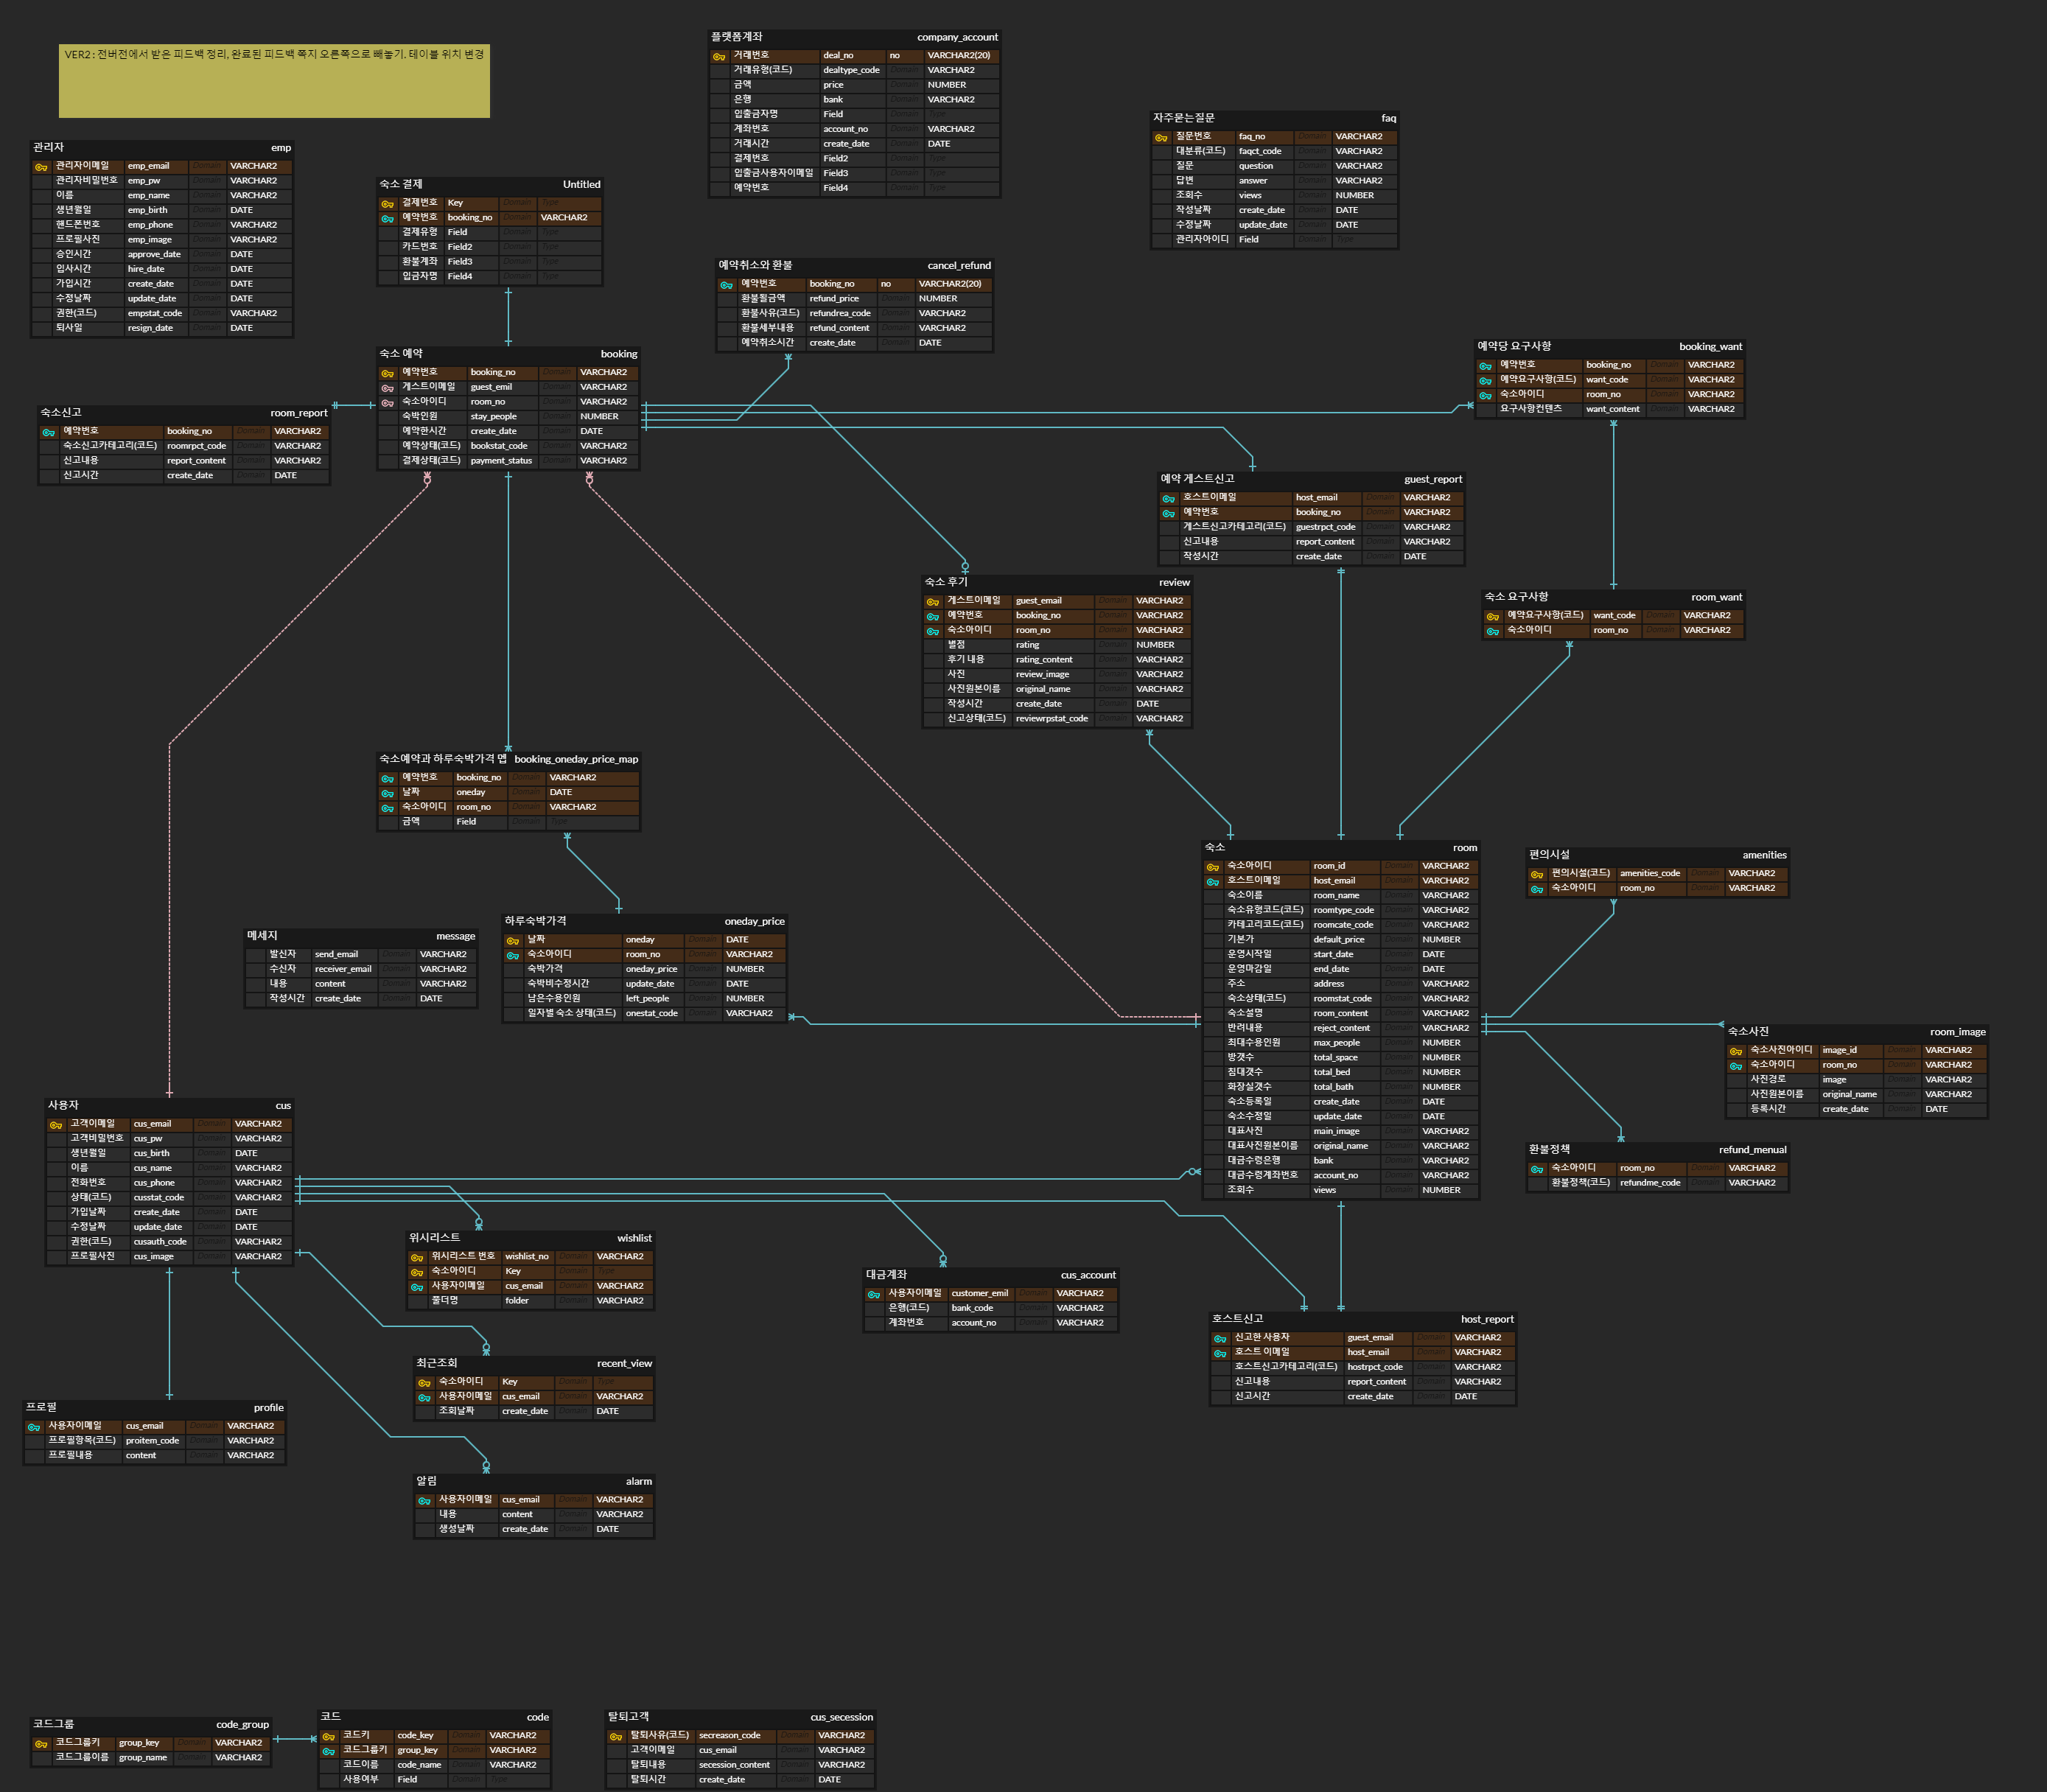 VER2 : 전버전에서 받은 피드백 정리, 완료된 피드백 쪽지 오른쪽으로 빼놓기. 테이블 위치 변경
플랫폼계좌 company_account
거래번호 deal_no no VARCHAR2(20)
거래유형(코드) dealtype_code Domain VARCHAR2
금액 price Domain NUMBER
은행 bank Domain VARCHAR2
입출금자명 Field Domain Type
계좌번호 account_no Domain VARCHAR2
거래시간 create_date Domain DATE
결제번호 Field2 Domain Type
입출금사용자이메일 Field3 Domain Type
예약번호 Field4 Domain Type
자주묻는질문 faq
질문번호 faq_no Domain VARCHAR2
대분류(코드) faqct_code Domain VARCHAR2
질문 question Domain VARCHAR2
답변 answer Domain VARCHAR2
조회수 views Domain NUMBER
작성날짜 create_date Domain DATE
수정날짜 update_date Domain DATE
관리자아이디 Field Domain Type
관리자 emp
관리자이메일 emp_email Domain VARCHAR2
관리자비밀번호 emp_pw Domain VARCHAR2
이름 emp_name Domain VARCHAR2
생년월일 emp_birth Domain DATE
핸드폰번호 emp_phone Domain VARCHAR2
프로필사진 emp_image Domain VARCHAR2
승인시간 approve_date Domain DATE
입사시간 hire_date Domain DATE
가입시간 create_date Domain DATE
수정날짜 update_date Domain DATE
권한(코드) empstat_code Domain VARCHAR2
퇴사일 resign_date Domain DATE
숙소 결제 Untitled
결제번호 Key Domain Type
예약번호 booking_no Domain VARCHAR2
결제유형 Field Domain Type
카드번호 Field2 Domain Type
환불계좌 Field3 Domain Type
입금자명 Field4 Domain Type
예약취소와 환불 cancel_refund
예약번호 booking_no no VARCHAR2(20)
환불될금액 refund_price Domain NUMBER
환불사유(코드) refundrea_code Domain VARCHAR2
환불세부내용 refund_content Domain VARCHAR2
예약취소시간 create_date Domain DATE
숙소 예약 booking
예약번호 booking_no Domain VARCHAR2
게스트이메일 guest_emil Domain VARCHAR2
숙소아이디 room_no Domain VARCHAR2
숙박인원 stay_people Domain NUMBER
예약한시간 create_date Domain DATE
예약상태(코드) bookstat_code Domain VARCHAR2
결제상태(코드) payment_status Domain VARCHAR2
예약당 요구사항 booking_want
예약번호 booking_no Domain VARCHAR2
예약요구사항(코드) want_code Domain VARCHAR2
숙소아이디 room_no Domain VARCHAR2
요구사항컨텐츠 want_content Domain VARCHAR2
숙소신고 room_report
예약번호 booking_no Domain VARCHAR2
숙소신고카테고리(코드) roomrpct_code Domain VARCHAR2
신고내용 report_content Domain VARCHAR2
신고시간 create_date Domain DATE
예약 게스트신고 guest_report
호스트이메일 host_email Domain VARCHAR2
예약번호 booking_no Domain VARCHAR2
게스트신고카테고리(코드) guestrpct_code Domain VARCHAR2
신고내용 report_content Domain VARCHAR2
작성시간 create_date Domain DATE
숙소 후기 review
게스트이메일 guest_email Domain VARCHAR2
예약번호 booking_no Domain VARCHAR2
숙소아이디 room_no Domain VARCHAR2
별점 rating Domain NUMBER
후기 내용 rating_content Domain VARCHAR2
사진 review_image Domain VARCHAR2
사진원본이름 original_name Domain VARCHAR2
작성시간 create_date Domain DATE
신고상태(코드) reviewrpstat_code Domain VARCHAR2
숙소 요구사항 room_want
예약요구사항(코드) want_code Domain VARCHAR2
숙소아이디 room_no Domain VARCHAR2
숙소예약과 하루숙박가격 맵 booking_oneday_price_map
예약번호 booking_no Domain VARCHAR2
날짜 oneday Domain DATE
숙소아이디 room_no Domain VARCHAR2
금액 Field Domain Type
숙소 room
숙소아이디 room_id Domain VARCHAR2
호스트이메일 host_email Domain VARCHAR2
숙소이름 room_name Domain VARCHAR2
숙소유형코드(코드) roomtype_code Domain VARCHAR2
카테고리코드(코드) roomcate_code Domain VARCHAR2
기본가 default_price Domain NUMBER
운영시작일 start_date Domain DATE
운영마감일 end_date Domain DATE
주소 address Domain VARCHAR2
숙소상태(코드) roomstat_code Domain VARCHAR2
숙소설명 room_content Domain VARCHAR2
반려내용 reject_content Domain VARCHAR2
최대수용인원 max_people Domain NUMBER
방갯수 total_space Domain NUMBER
침대갯수 total_bed Domain NUMBER
화장실갯수 total_bath Domain NUMBER
숙소등록일 create_date Domain DATE
숙소수정일 update_date Domain DATE
대표사진 main_image Domain VARCHAR2
대표사진원본이름 original_name Domain VARCHAR2
대금수령은행 bank Domain VARCHAR2
대금수령계좌번호 account_no Domain VARCHAR2
조회수 views Domain NUMBER
편의시설 amenities
편의시설(코드) amenities_code Domain VARCHAR2
숙소아이디 room_no Domain VARCHAR2
하루숙박가격 oneday_price
날짜 oneday Domain DATE
숙소아이디 room_no Domain VARCHAR2
숙박가격 oneday_price Domain NUMBER
숙박비수정시간 update_date Domain DATE
남은수용인원 left_people Domain NUMBER
일자별 숙소 상태(코드) onestat_code Domain VARCHAR2
메세지 message
발신자 send_email Domain VARCHAR2
수신자 receiver_email Domain VARCHAR2
내용 content Domain VARCHAR2
작성시간 create_date Domain DATE
숙소사진 room_image
숙소사진아이디 image_id Domain VARCHAR2
숙소아이디 room_no Domain VARCHAR2
사진경로 image Domain VARCHAR2
사진원본이름 original_name Domain VARCHAR2
등록시간 create_date Domain DATE
사용자 cus
고객이메일 cus_email Domain VARCHAR2
고객비밀번호 cus_pw Domain VARCHAR2
생년월일 cus_birth Domain DATE
이름 cus_name Domain VARCHAR2
전화번호 cus_phone Domain VARCHAR2
상태(코드) cusstat_code Domain VARCHAR2
가입날짜 create_date Domain DATE
수정날짜 update_date Domain DATE
권한(코드) cusauth_code Domain VARCHAR2
프로필사진 cus_image Domain VARCHAR2
환불정책 refund_menual
숙소아이디 room_no Domain VARCHAR2
환불정책(코드) refundme_code Domain VARCHAR2
위시리스트 wishlist
위시리스트 번호 wishlist_no Domain VARCHAR2
숙소아이디 Key Domain Type
사용자이메일 cus_email Domain VARCHAR2
폴더명 folder Domain VARCHAR2
대금계좌 cus_account
사용자이메일 customer_emil Domain VARCHAR2
은행(코드) bank_code Domain VARCHAR2
계좌번호 account_no Domain VARCHAR2
호스트신고 host_report
신고한 사용자 guest_email Domain VARCHAR2
호스트 이메일 host_email Domain VARCHAR2
호스트신고카테고리(코드) hostrpct_code Domain VARCHAR2
신고내용 report_content Domain VARCHAR2
신고시간 create_date Domain DATE
최근조회 recent_view
숙소아이디 Key Domain Type
사용자이메일 cus_email Domain VARCHAR2
조회날짜 create_date Domain DATE
프로필 profile
사용자이메일 cus_email Domain VARCHAR2
프로필항목(코드) proitem_code Domain VARCHAR2
프로필내용 content Domain VARCHAR2
알림 alarm
사용자이메일 cus_email Domain VARCHAR2
내용 content Domain VARCHAR2
생성날짜 create_date Domain DATE
코드그룹 code_group
코드그룹키 group_key Domain VARCHAR2
코드그룹이름 group_name Domain VARCHAR2
코드 code
코드키 code_key Domain VARCHAR2
코드그룹키 group_key Domain VARCHAR2
코드이름 code_name Domain VARCHAR2
사용여부 Field Domain Type
탈퇴고객 cus_secession
탈퇴사유(코드) secreason_code Domain VARCHAR2
고객이메일 cus_email Domain VARCHAR2
탈퇴내용 secession_content Domain VARCHAR2
탈퇴시간 create_date Domain DATE